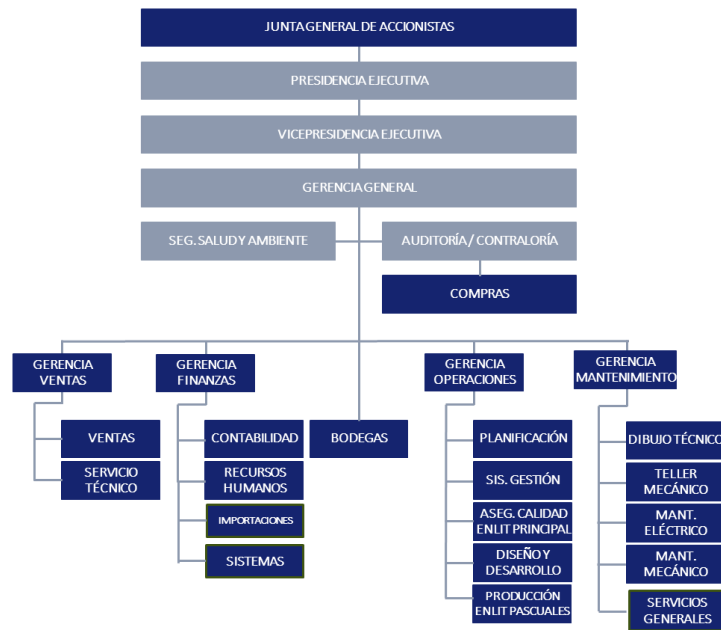 JUNTA GENERAL DE ACCIONISTAS
PRESIDENCIA EJECUTIVA
VICEPRESIDENCIA EJECUTIVA
GERENCIA GENERAL
SEG. SALUD Y AMBIENTE
AUDITORÍA / CONTRALORÍA
COMPRAS
GERENCIA
VENTAS
GERENCIA
FINANZAS
GERENCIA
OPERACIONES
GERENCIA
MANTENIMIENTO
VENTAS
SERVICIO
TÉCNICO
CONTABILIDAD
RECURSOS
HUMANOS
IMPORTACIONES
SISTEMAS
BODEGAS
PLANIFICACIÓN
SIS. GESTIÓN
ASEG. CALIDAD
ENLIT PRINCIPAL
DISEÑO Y
DESARROLLO
PRODUCCIÓN
ENLIT PASCUALES
DIBUJO TÉCNICO
TELLER
MECÁNICO
MANT.
ELÉCTRICO
MANT.
MECÁNICO
SERVICIOS
GENERALES